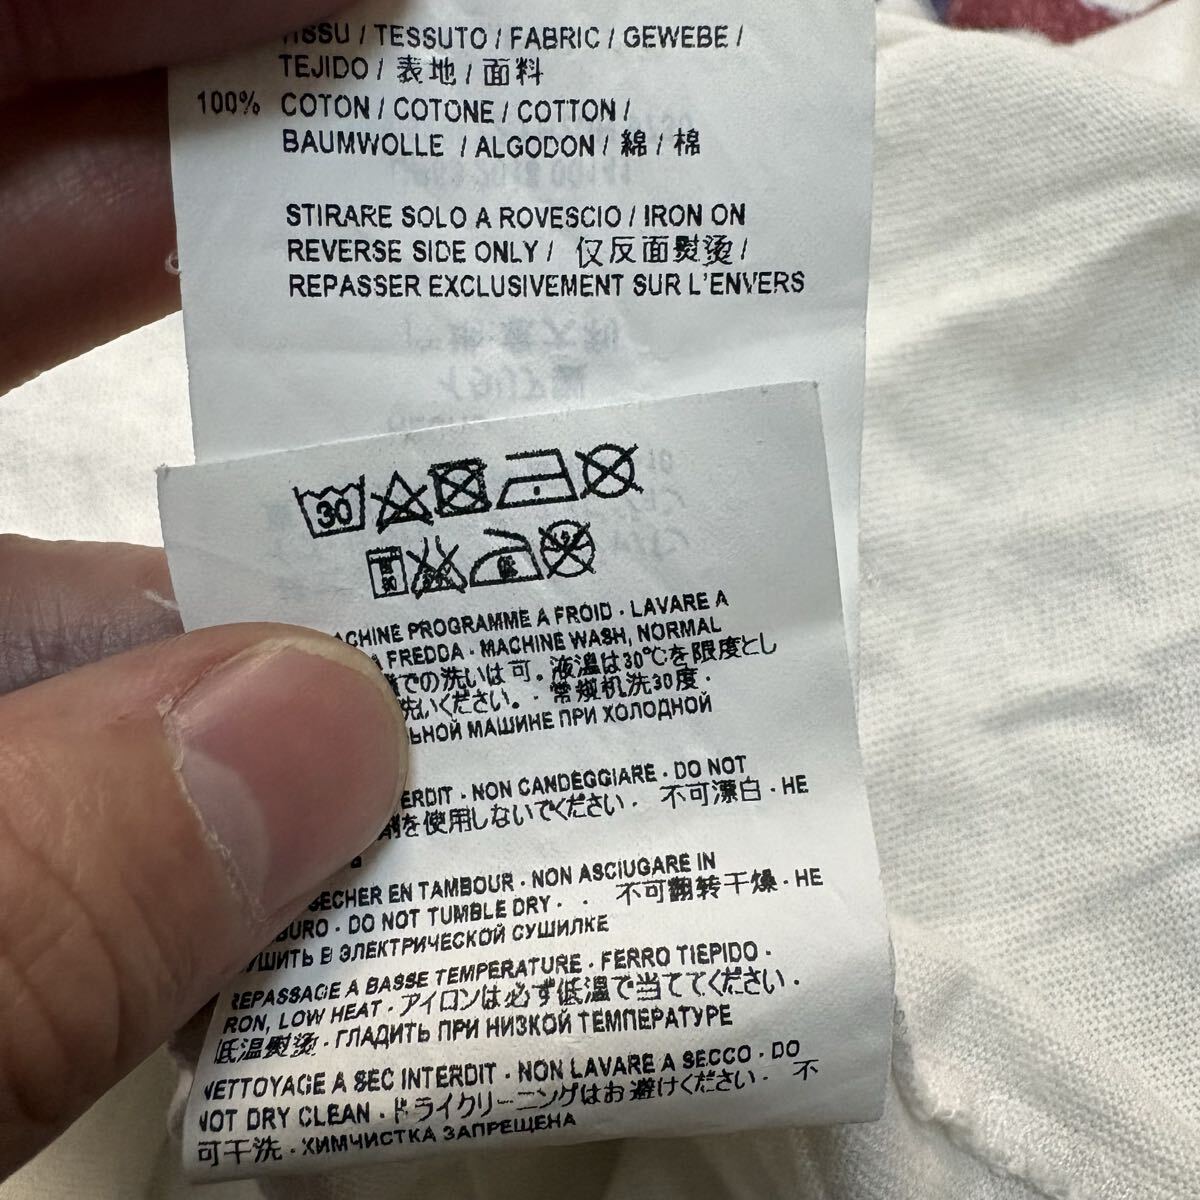 TISSU / TESSUTO / FABRIC / GEWEBE /
TEJIDO / 表地 / 面料
100% COTON / COTONE / COTTON /
BAUMWOLLE / ALGODON / 綿 / 棉
STIRARE SOLO A ROVESCIO / IRON ON
REVERSE SIDE ONLY / 仅反面熨烫 /
REPASSER EXCLUSIVEMENT SUR L'ENVERS
30
PROGRAMME A FROID · LAVARE A
FREDDA · MACHINE WASH, NORMAL
での洗いは可。液温は30℃を限度とし
洗いください。· 常规机洗30度 ·
МАШИНЕ ПРИ ХОЛОДНОЙ
· NON CANDEGGIARE · DO NOT
を使用しないでください · 不可漂白 · НЕ
SECHER EN TAMBOUR · NON ASCIUGARE IN
· DO NOT TUMBLE DRY · · 不可翻转干燥 · НЕ
В ЭЛЕКТРИЧЕСКОЙ СУШИЛКЕ
REPASSAGE A BASSE TEMPERATURE · FERRO TIEPIDO ·
IRON, LOW HEAT · アイロンは必ず低温で当ててください ·
低温熨烫 · ГЛАДИТЬ ПРИ НИЗКОЙ ТЕМПЕРАТУРЕ
NETTOYAGE A SEC INTERDIT · NON LAVARE A SECCO · DO
NOT DRY CLEAN · ドライクリーニングはお避けください · 不
可干洗 · ХИМЧИСТКА ЗАПРЕЩЕНА